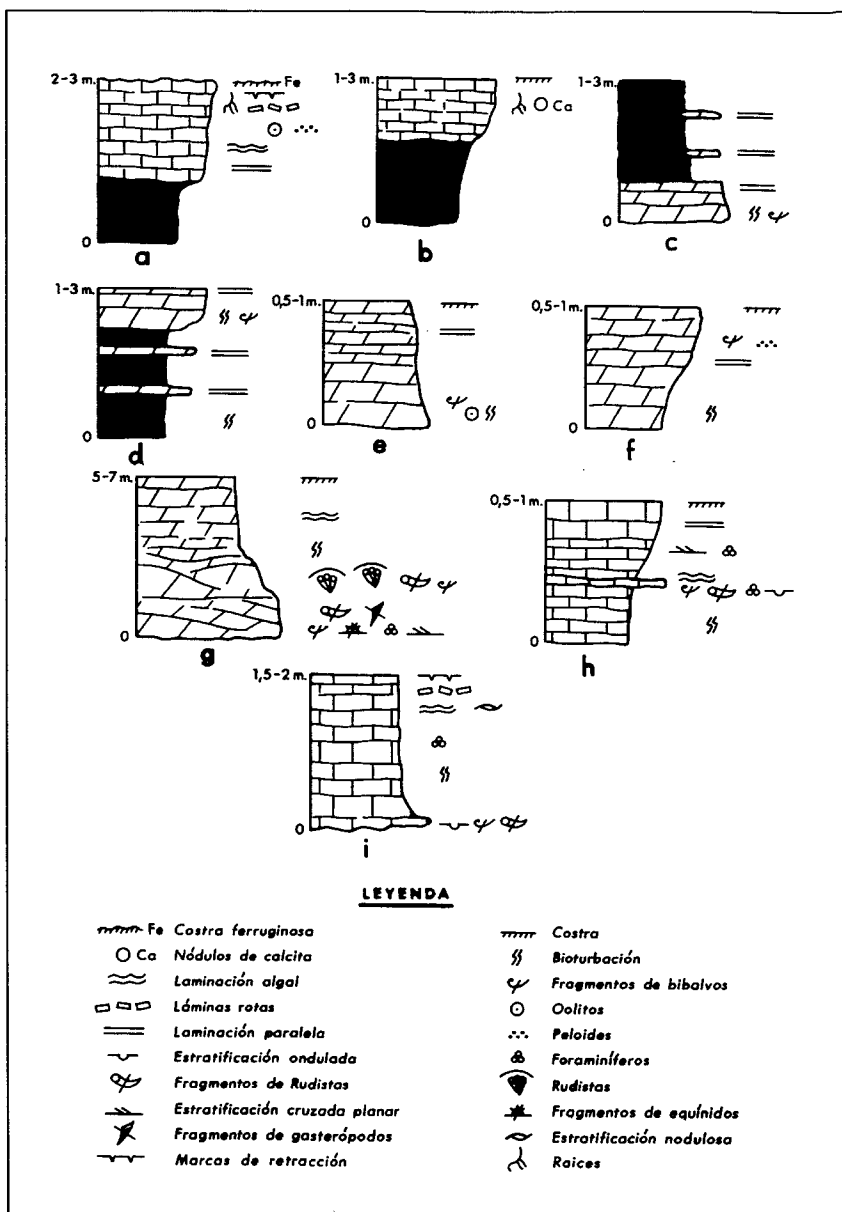 2-3 m.
Fe
0
a
1-3 m.
Ca
0
b
1-3 m.
0
c
1-3 m.
0
d
0,5-1 m.
0
e
0,5-1 m.
0
f
5-7 m.
0
g
0,5-1 m.
0
h
1,5-2 m.
0
i
LEYENDA
Fe Costra ferruginosa
Ca Nódulos de calcita
Laminación algal
Láminas rotas
Laminación paralela
Estratificación ondulada
Fragmentos de Rudistas
Estratificación cruzada planar
Fragmentos de gasterópodos
Marcas de retracción
Costra
Bioturbación
Fragmentos de bibalvos
Oolitos
Peloides
Foraminíferos
Rudistas
Fragmentos de equínidos
Estratificación nodulosa
Raices